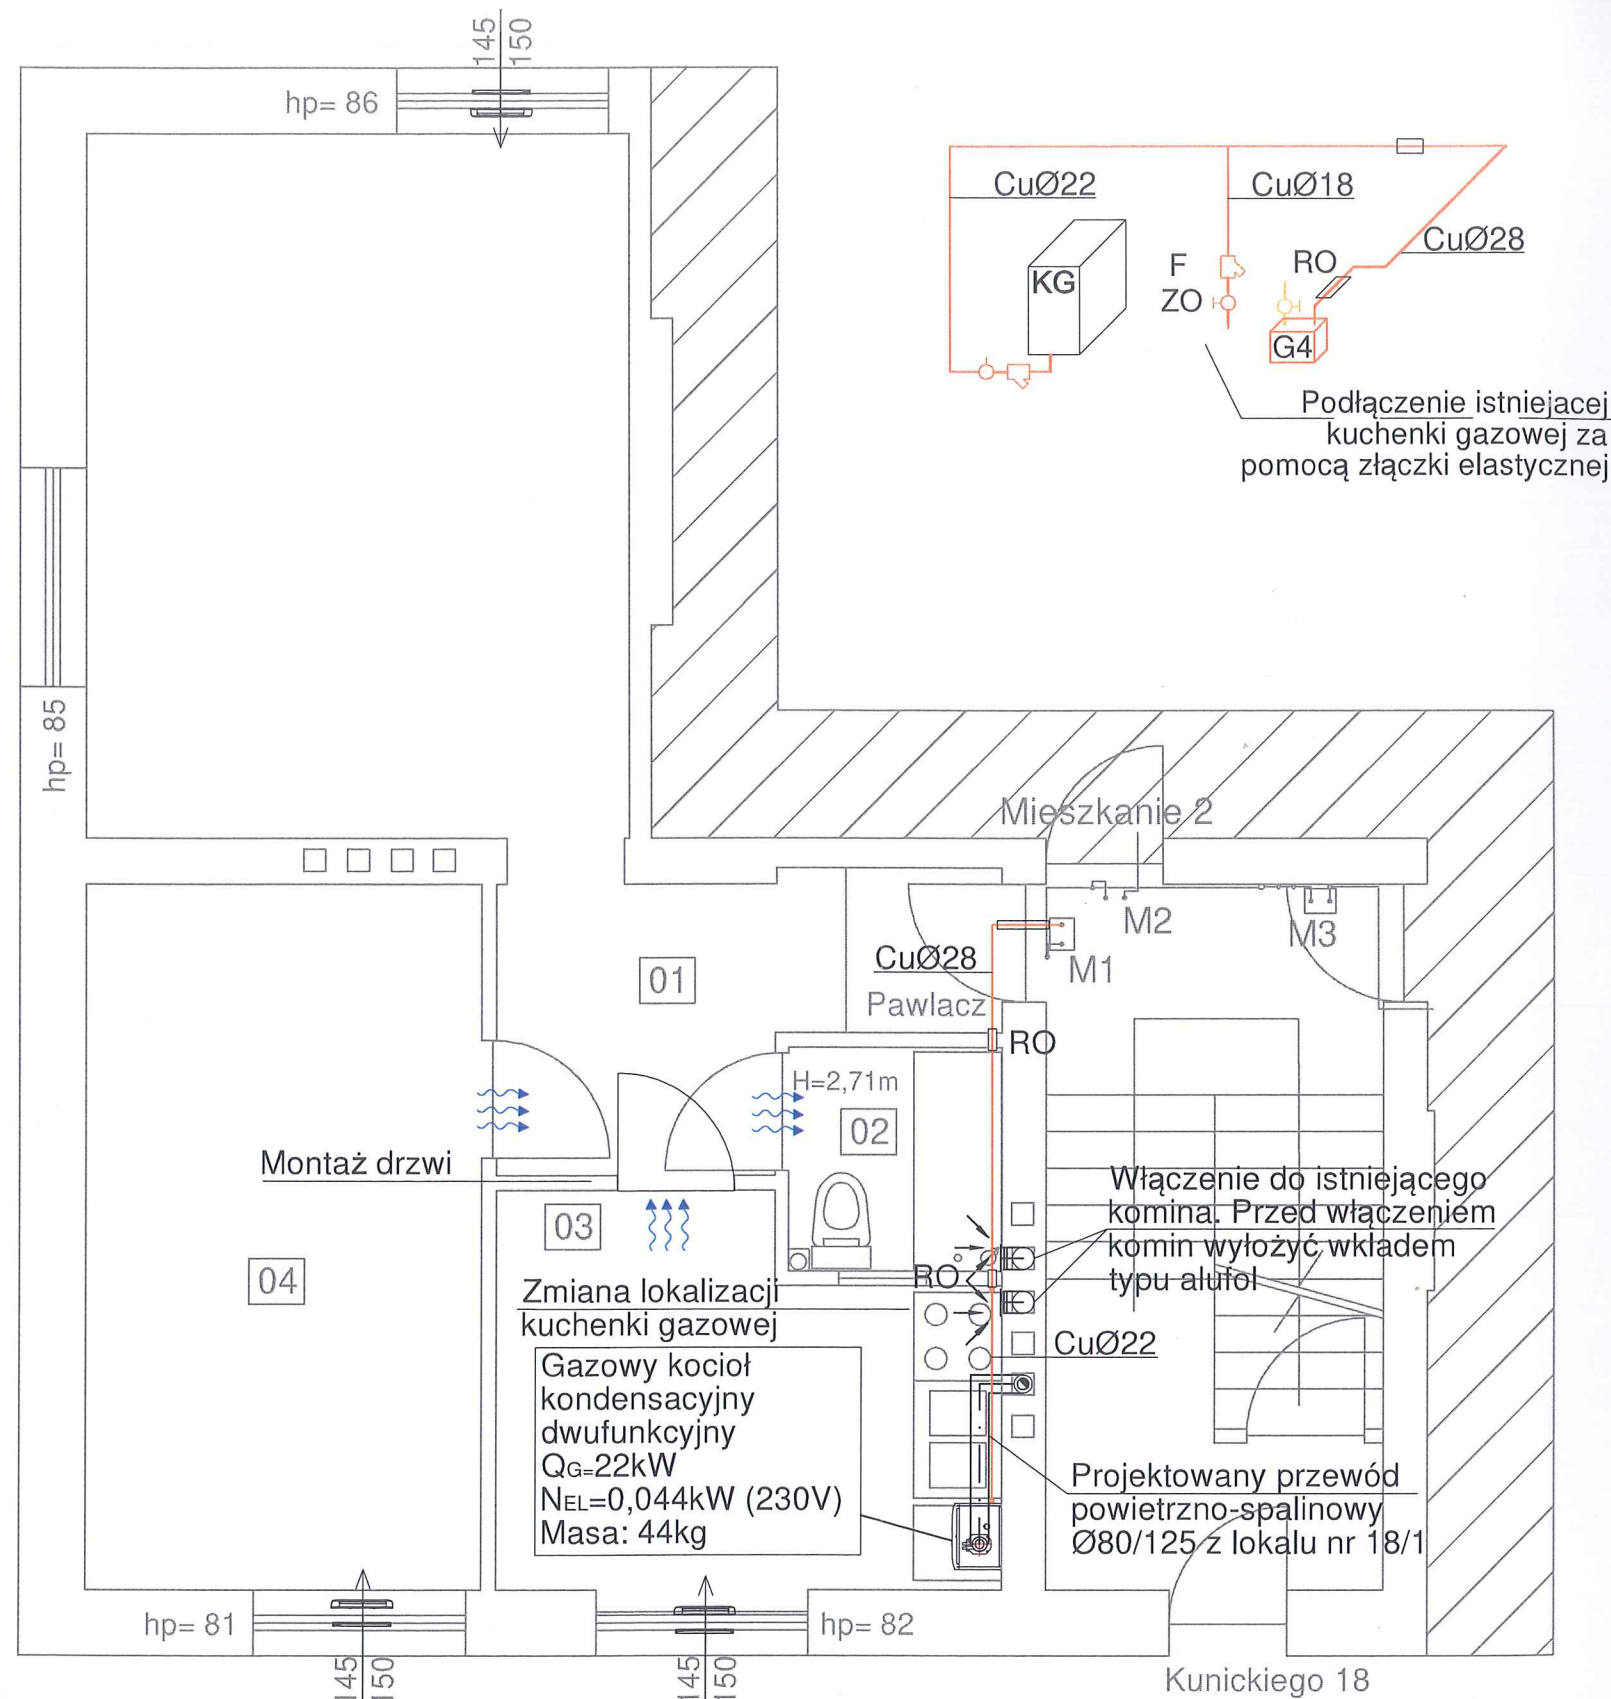 145
150
hp= 86
CuØ22
CuØ18
CuØ28
KG
F
ZO
RO
G4
Podłączenie istniejacej
kuchenki gazowej za
pomocą złączki elastycznej
hp= 85
Mieszkanie 2
M2
M3
M1
CuØ28
01
Pawlacz
RO
H=2,71m
02
Montaż drzwi
03
04
Włączenie do istniejącego
komina. Przed włączeniem
komin wyłożyć wkładem
typu alufol
RO
Zmiana lokalizacji
kuchenki gazowej
CuØ22
Gazowy kocioł
kondensacyjny
dwufunkcyjny
QG=22kW
NEL=0,044kW (230V)
Masa: 44kg
Projektowany przewód
powietrzno-spalinowy
Ø80/125 z lokalu nr 18/1
hp= 81
hp= 82
145
150
145
150
Kunickiego 18